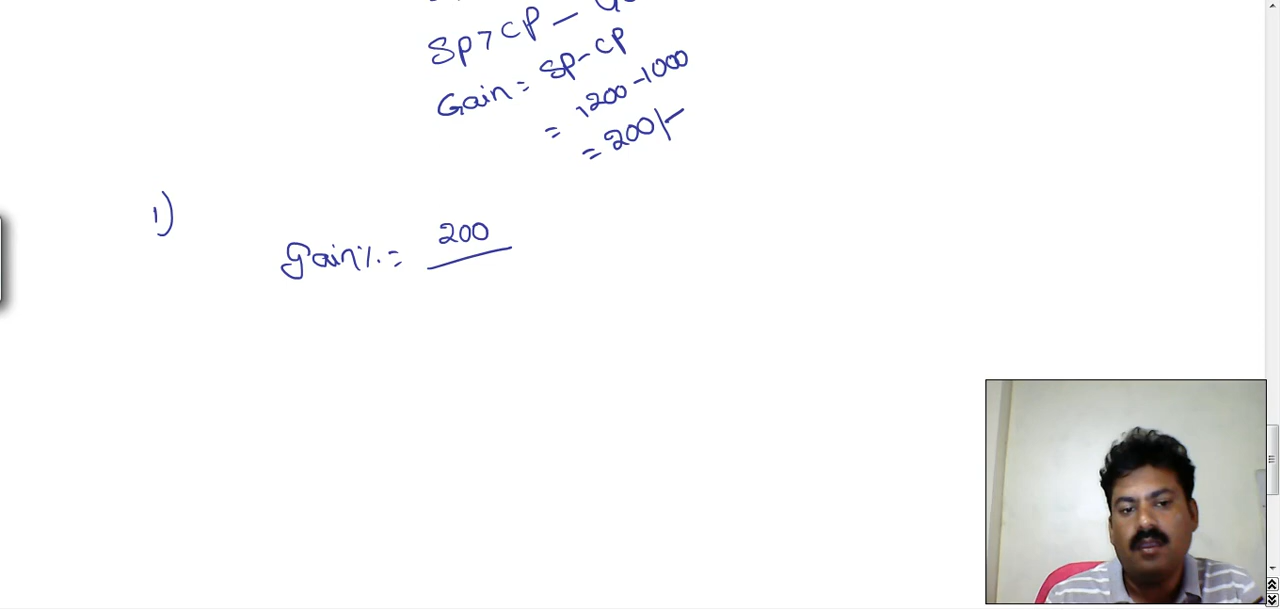 SP > CP —
Gain = SP - CP
= 1200 - 1000
= 200/-
1)
Gain% = 200